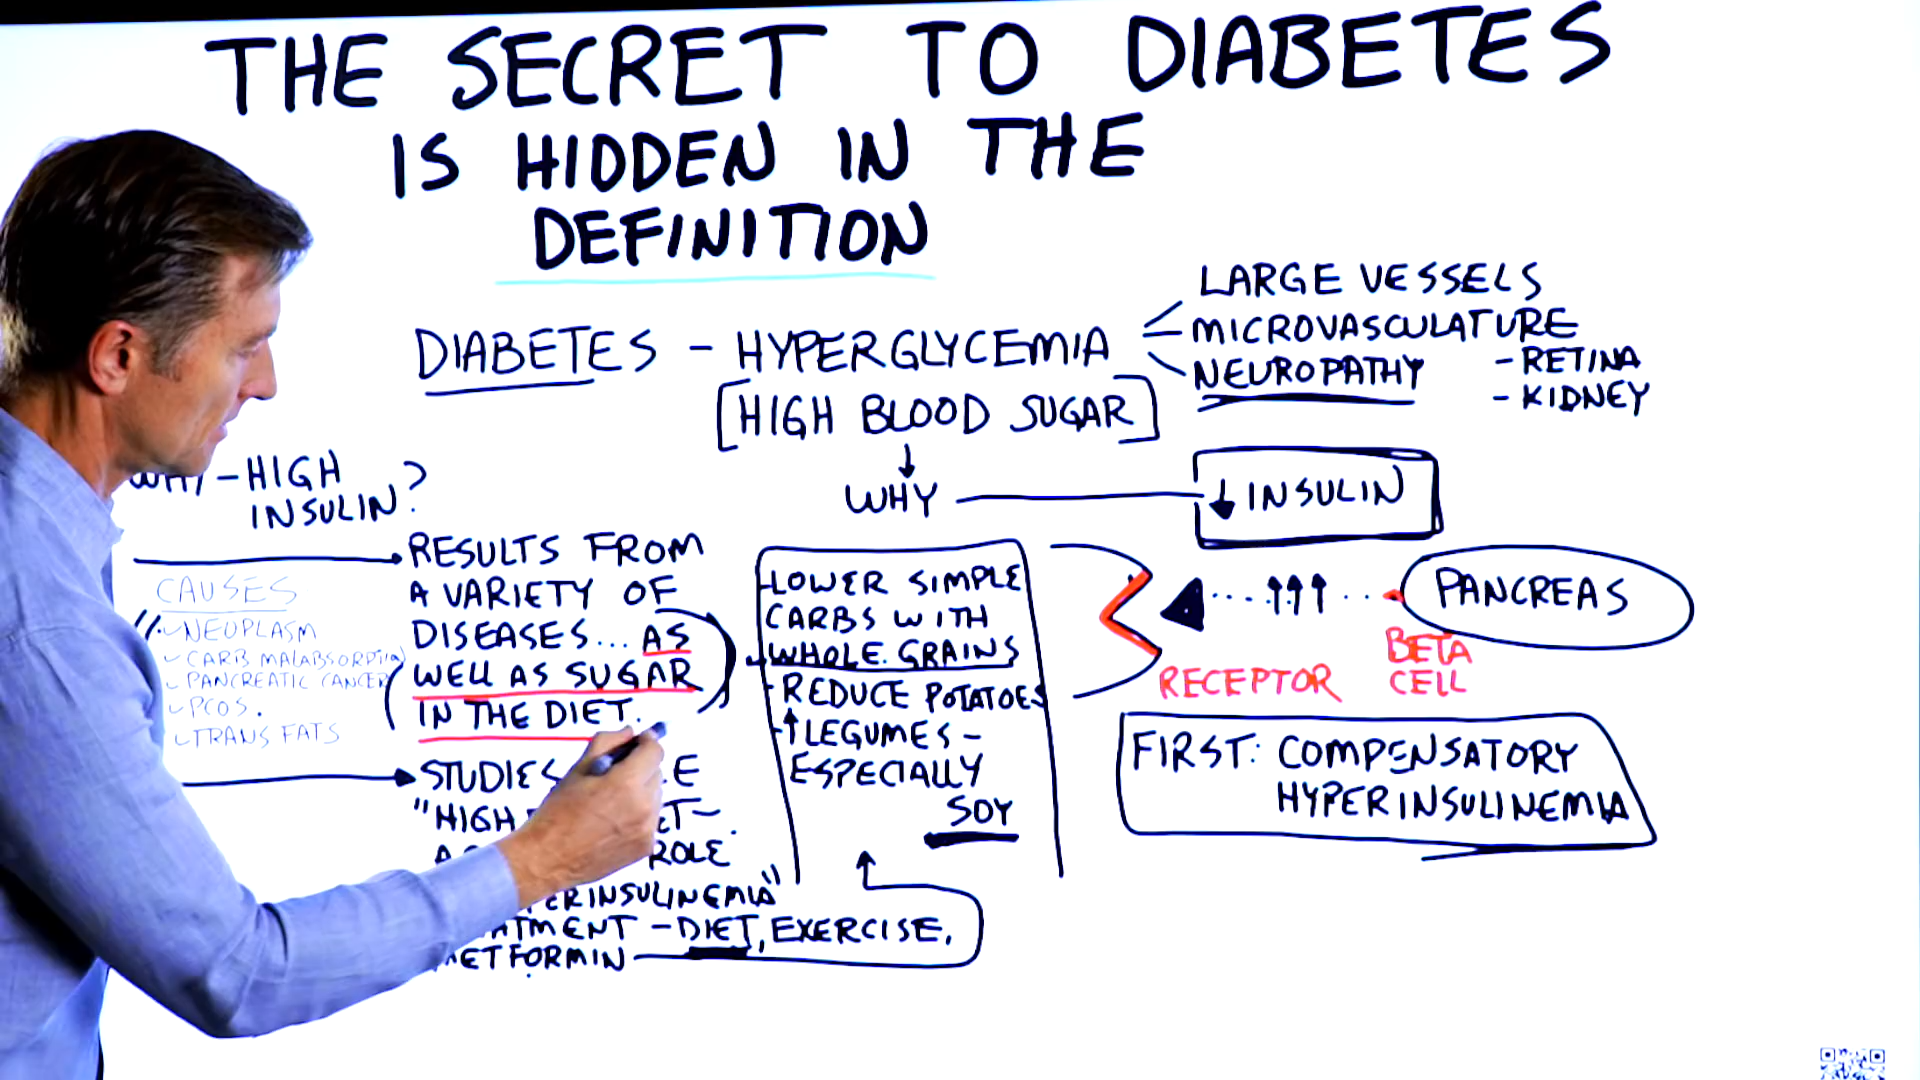 THE SECRET TO DIABETES
IS HIDDEN IN THE
DEFINITION
DIABETES - HYPERGLYCEMIA
[HIGH BLOOD SUGAR]
LARGE VESSELS
MICROVASCULATURE
NEUROPATHY
- RETINA
- KIDNEY
WHY
↓ INSULIN
WHY - HIGH
INSULIN?
CAUSES
NEOPLASM
CARB MALABSORPTION
PANCREATIC CANCER
PCOS.
TRANS FATS
RESULTS FROM
A VARIETY OF
DISEASES... AS
WELL AS SUGAR
IN THE DIET.
STUDIES
"HIGH
ROLE
TREATMENT - DIET, EXERCISE,
METFORMIN
- LOWER SIMPLE
CARBS WITH
WHOLE GRAINS
- REDUCE POTATOES
- ↑ LEGUMES -
ESPECIALLY
SOY
↑↑↑
PANCREAS
RECEPTOR
BETA
CELL
FIRST: COMPENSATORY
HYPERINSULINEMIA